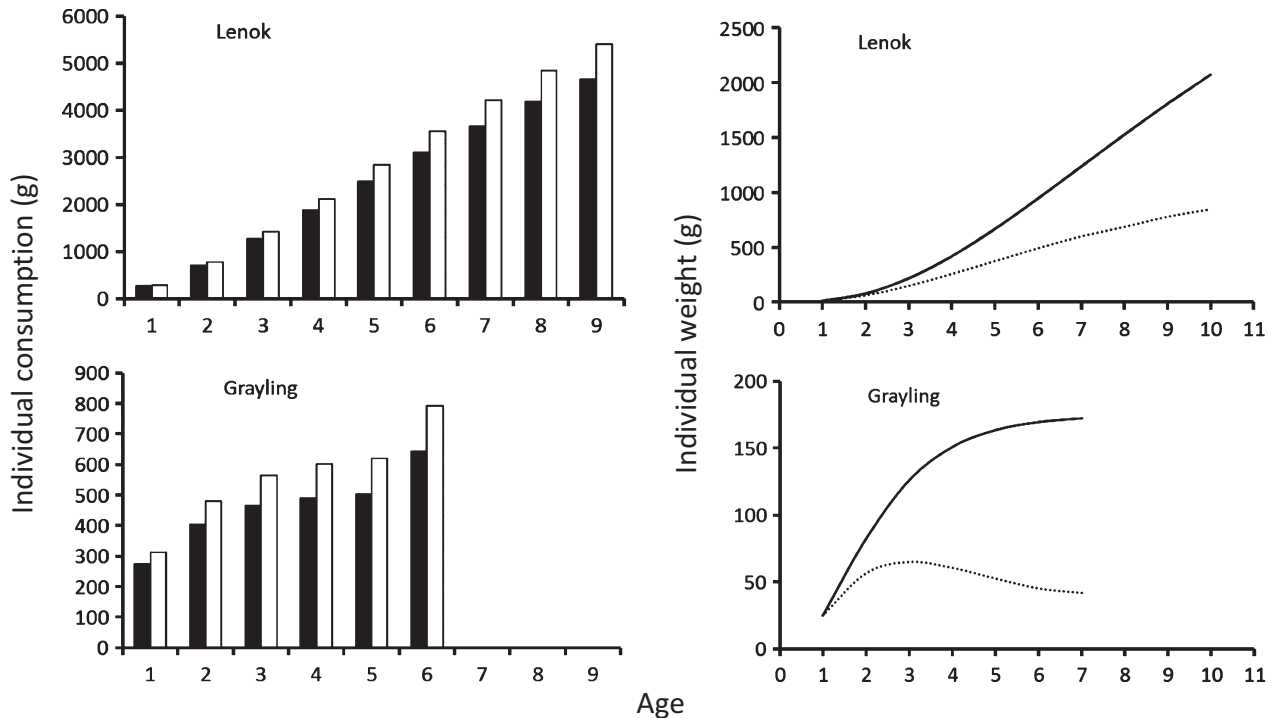 Individual consumption (g)
Lenok
6000
5000
4000
3000
2000
1000
0
1 2 3 4 5 6 7 8 9
Grayling
900
800
700
600
500
400
300
200
100
0
1 2 3 4 5 6 7 8 9
Individual weight (g)
Lenok
2500
2000
1500
1000
500
0
0 1 2 3 4 5 6 7 8 9 10 11
Grayling
200
150
100
50
0
0 1 2 3 4 5 6 7 8 9 10 11
Age